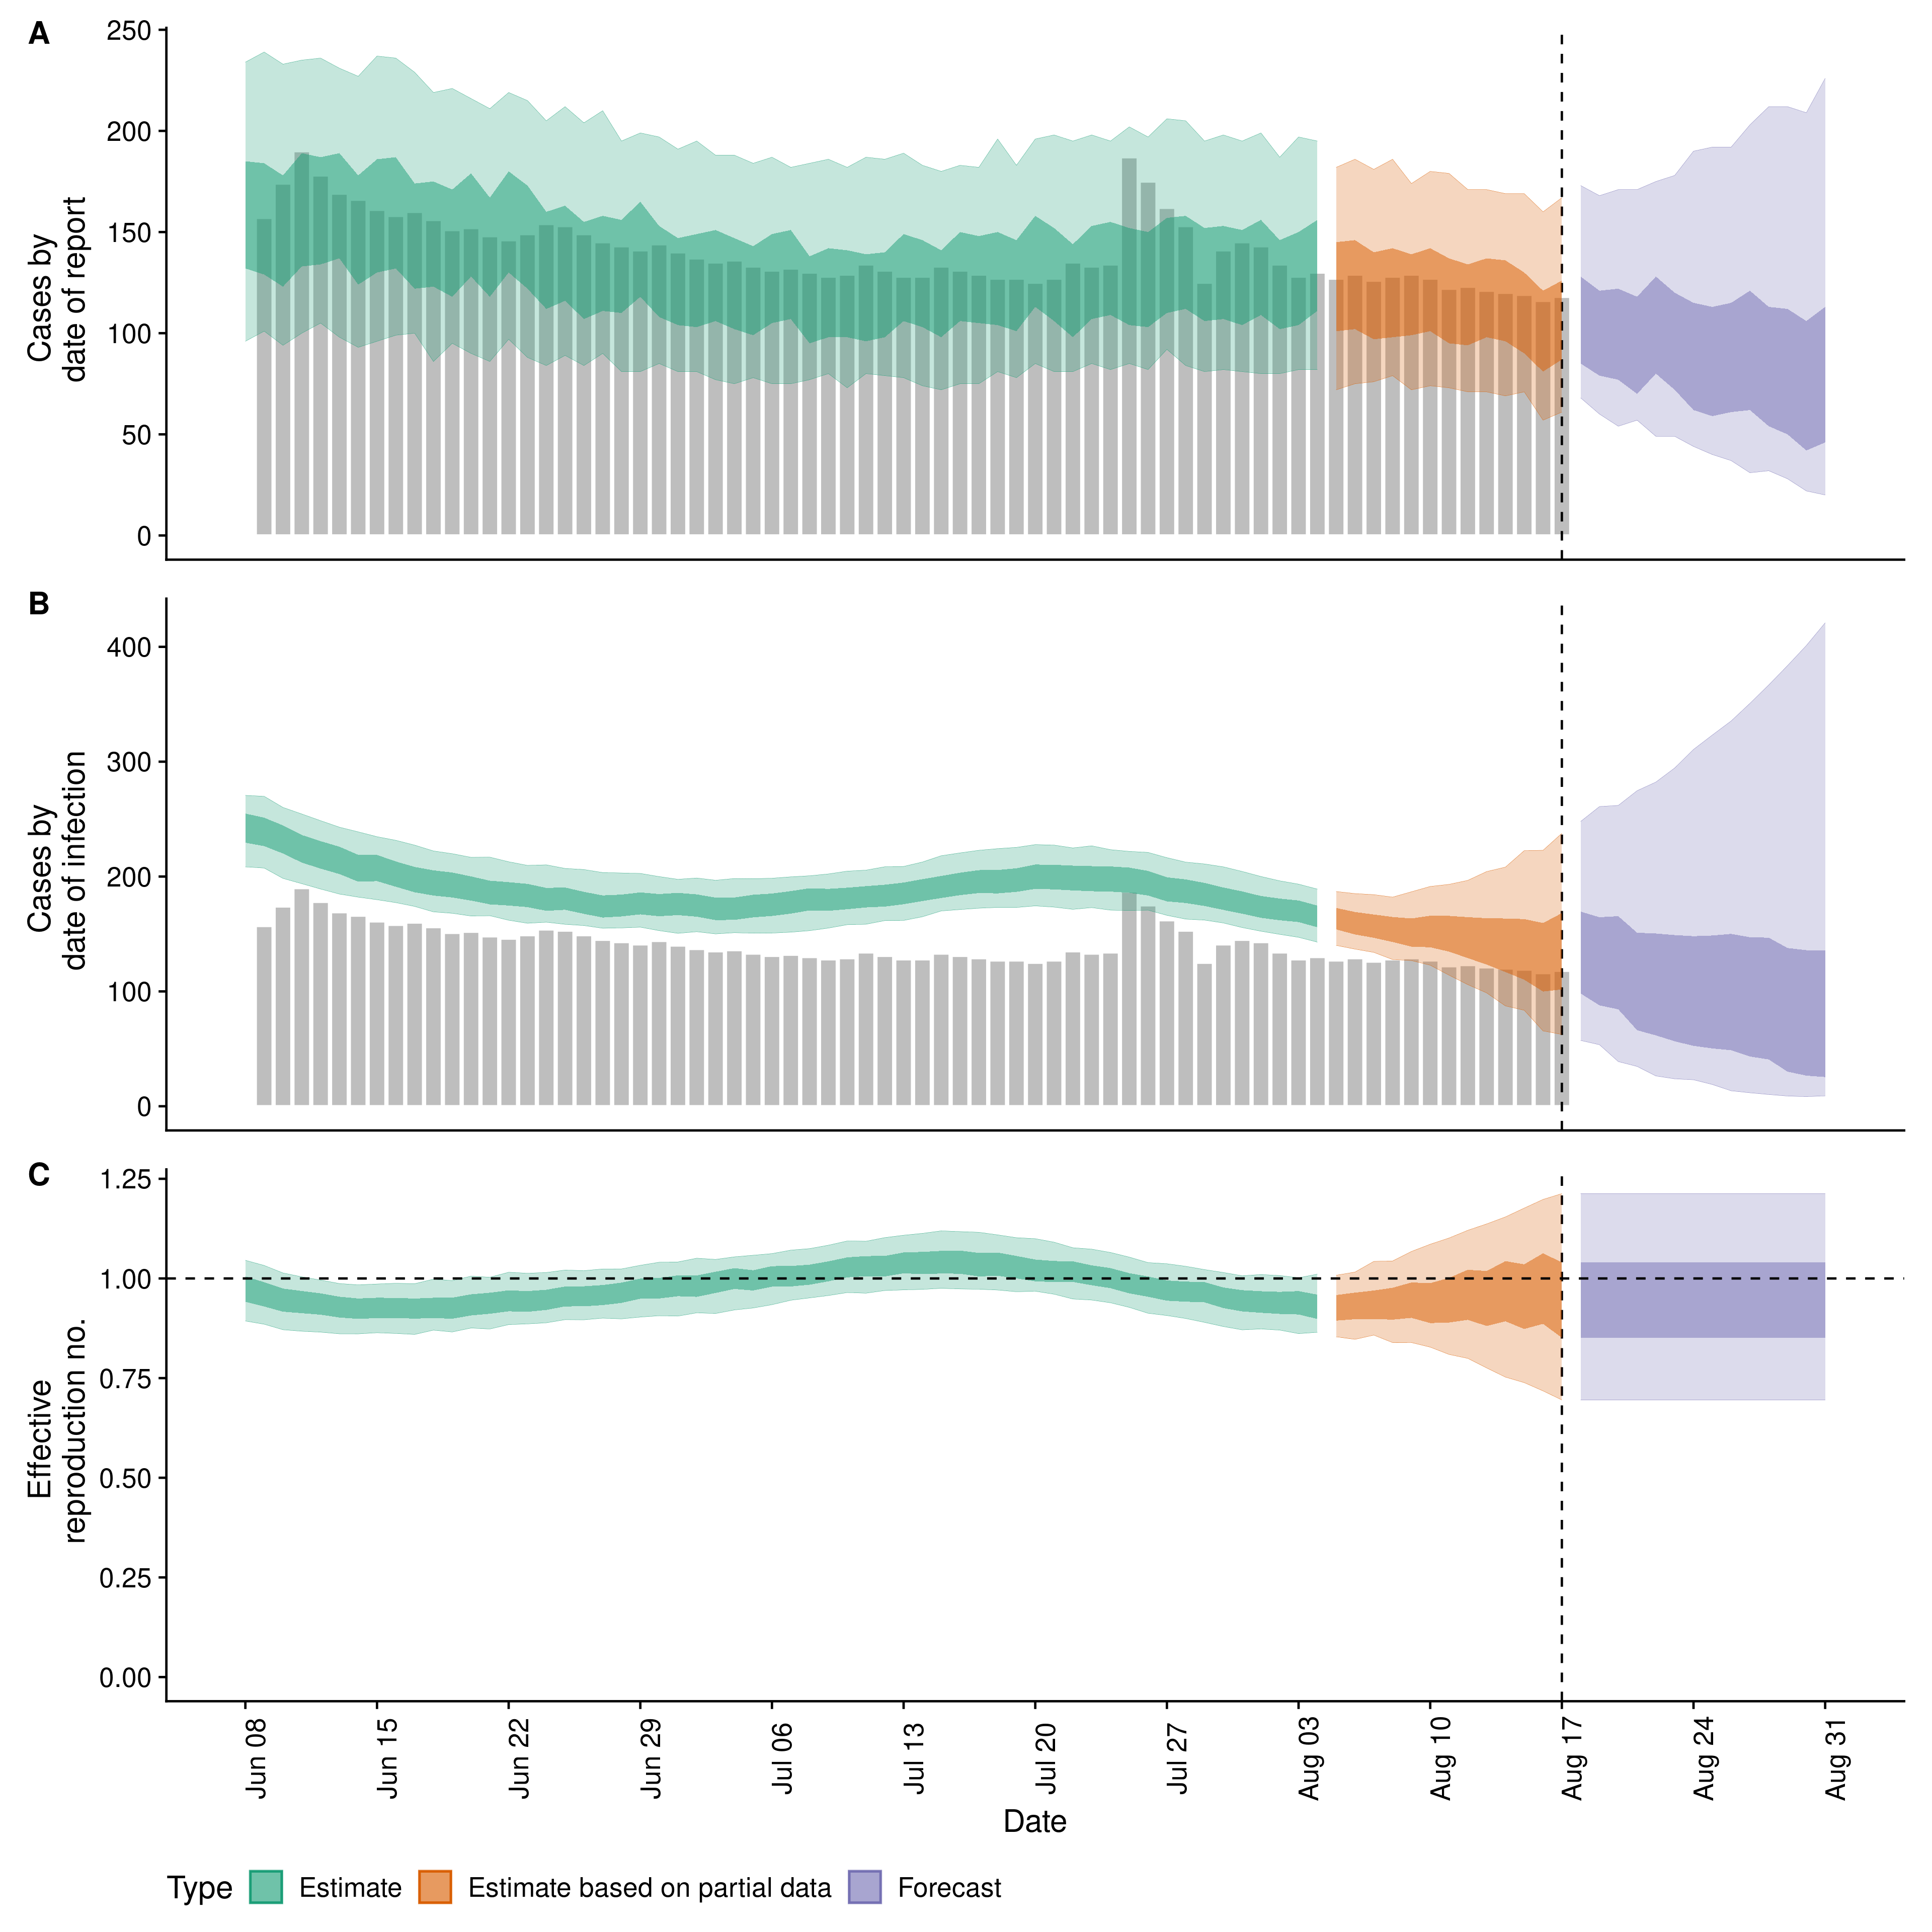 A
250
200
150
100
50
0
Cases by
date of report
B
400
300
200
100
0
Cases by
date of infection
C
1.25
1.00
0.75
0.50
0.25
0.00
Effective
reproduction no.
Jun 08
Jun 15
Jun 22
Jun 29
Jul 06
Jul 13
Jul 20
Jul 27
Aug 03
Aug 10
Aug 17
Aug 24
Aug 31
Date
Type Estimate Estimate based on partial data Forecast